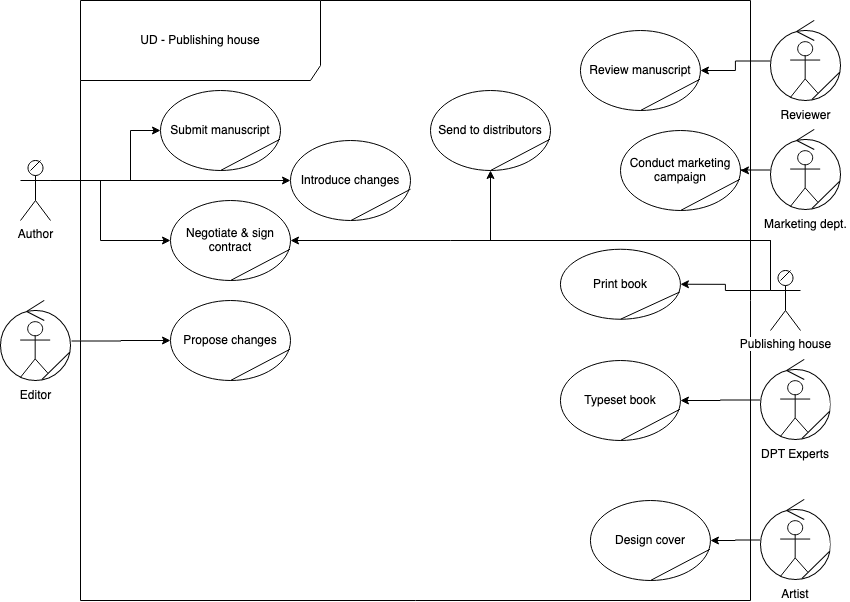 UD - Publishing house
Review manuscript
Reviewer
Submit manuscript
Send to distributors
Conduct marketing
campaign
Introduce changes
Marketing dept.
Author
Negotiate & sign
contract
Print book
Publishing house
Propose changes
Editor
Typeset book
DPT Experts
Design cover
Artist